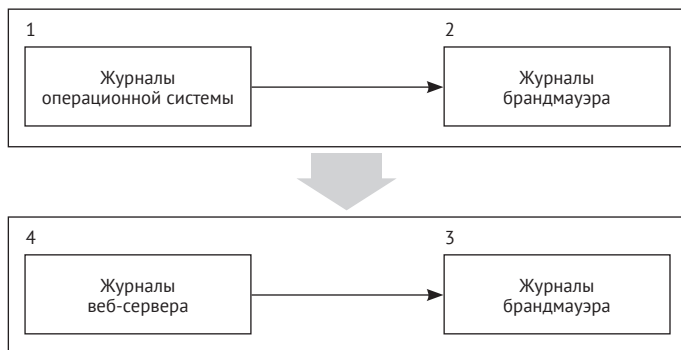 1
Журналы
операционной системы
2
Журналы
брандмауэра
4
Журналы
веб-сервера
3
Журналы
брандмауэра